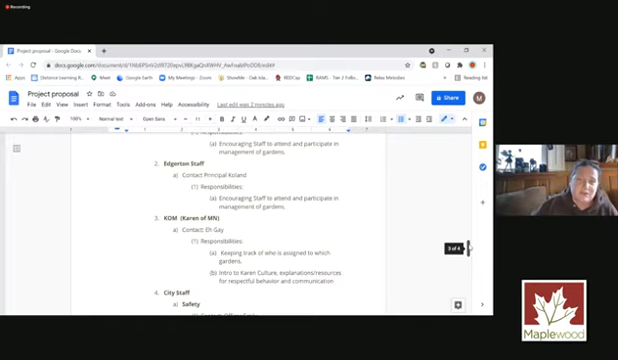 Recording
Project proposal - Google Docs
Apps Distance Learning Meet Google Earth My Meetings - Zoom
Reading list
Project proposal
File Edit View Insert Format Tools Add-ons Help Accessibility Last edit was 2 minutes ago
Share
M
100% Normal text Open Sans 11
Responsibilities:
(a) Encouraging Staff to attend and participate in
management of gardens.
2. Edgerton Staff
a) Contact Principal Koland
(1) Responsibilities:
(a) Encouraging Staff to attend and participate in
management of gardens.
3. KOM (Karen of MN)
a) Contact: Eh Gay
(1) Responsibilities:
(a) Keeping track of who is assigned to which
gardens.
(b) Intro to Karen Culture, explanations/resources
for respectful behavior and communication
3 of 4
4. City Staff
a) Safety
Maplewood